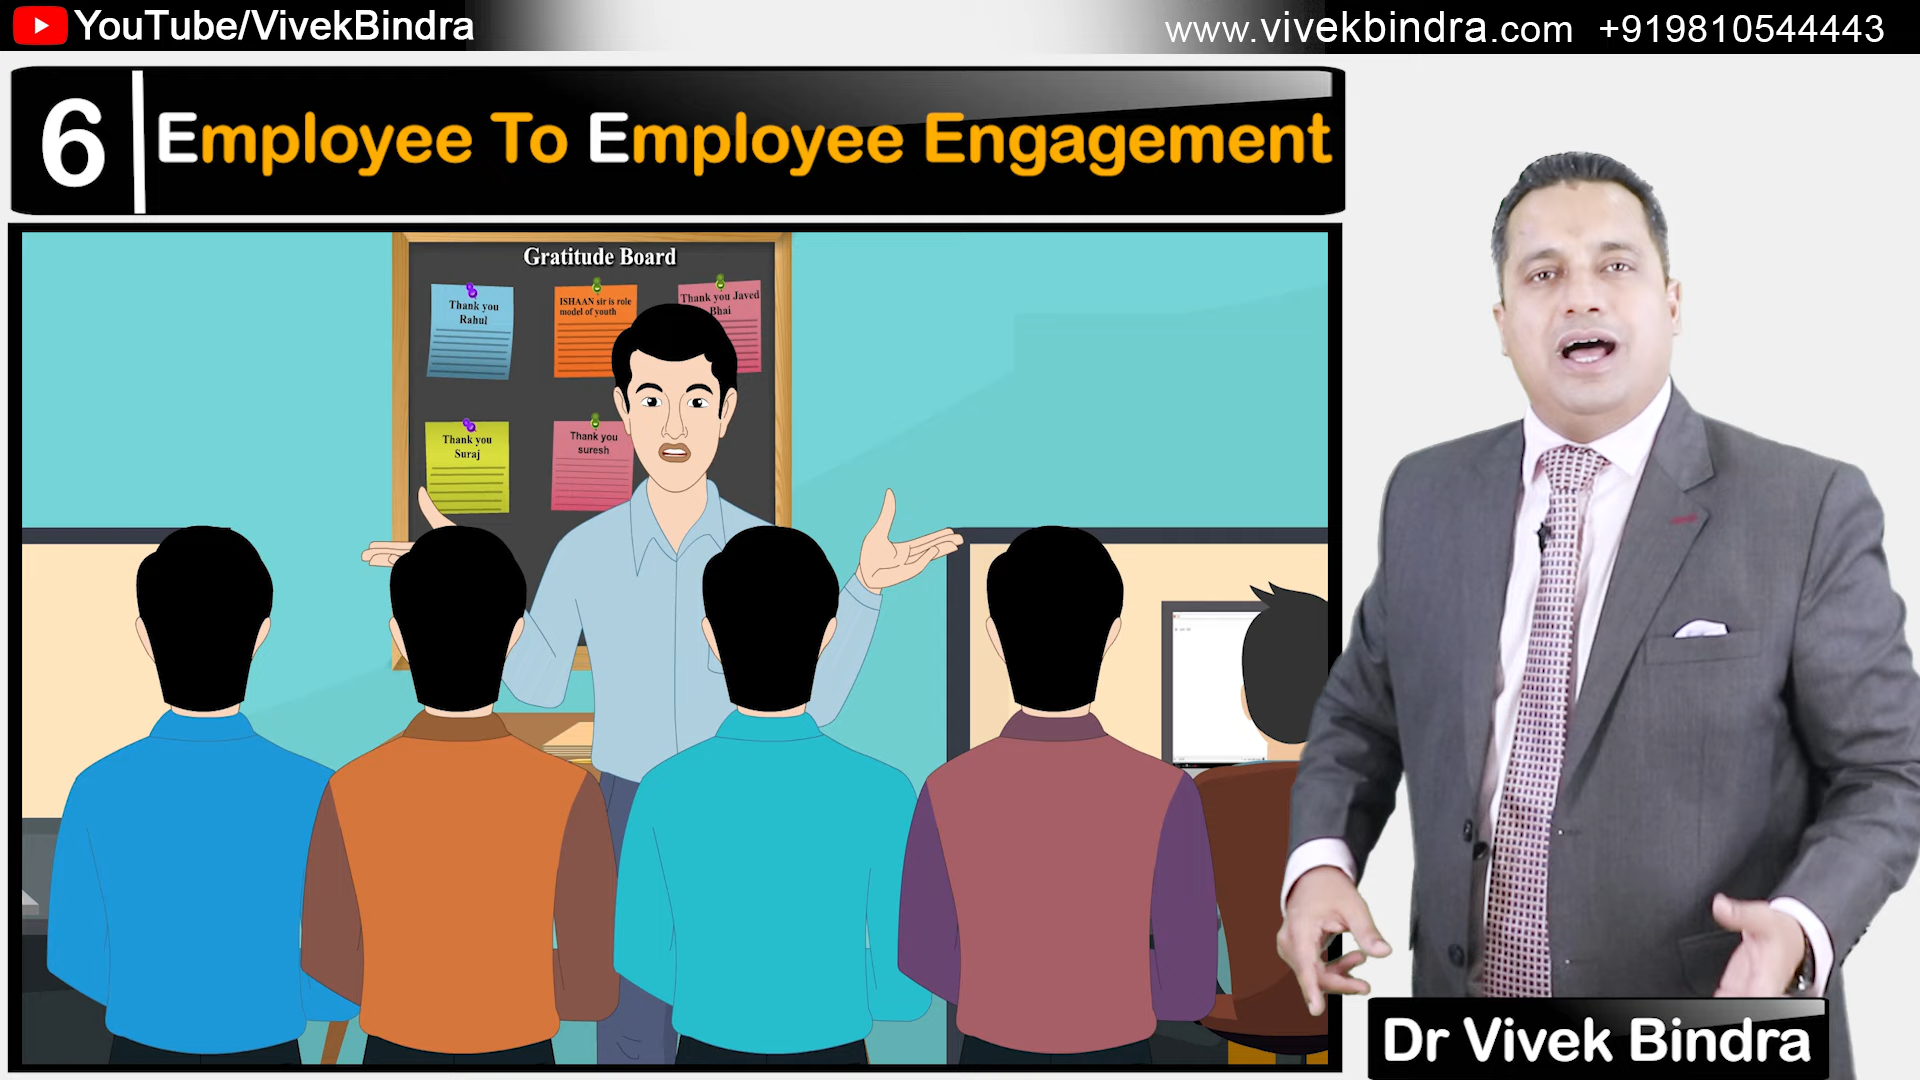 YouTube/VivekBindra
www.vivekbindra.com +919810544443
6 Employee To Employee Engagement
Gratitude Board
Thank you
Rahul
ISHAAN sir is role
model of youth
Thank you Javed
Bhai
Thank you
Suraj
Thank you
suresh
Dr Vivek Bindra